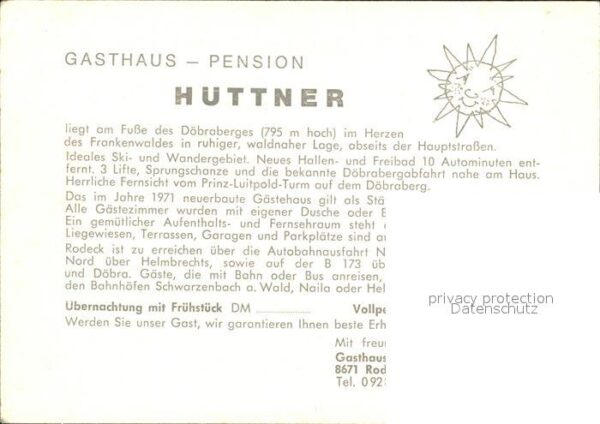 GASTHAUS – PENSION
HUTTNER
liegt am Fuße des Döbraberges (795 m hoch) im Herzen
des Frankenwaldes in ruhiger, waldnaher Lage, abseits der Hauptstraßen.
Ideales Ski- und Wandergebiet. Neues Hallen- und Freibad 10 Autominuten ent-
fernt. 3 Lifte, Sprungschanze und die bekannte Döbrabergabfahrt nahe am Haus.
Herrliche Fernsicht vom Prinz-Luitpold-Turm auf dem Döbraberg.
Das im Jahre 1971 neuerbaute Gästehaus gilt als
Alle Gästezimmer wurden mit eigener Dusche oder
Ein gemütlicher Aufenthalts- und Fernsehraum steht
Liegewiesen, Terrassen, Garagen und Parkplätze sind
Rodeck ist zu erreichen über die Autobahnausfahrt
Nord über Helmbrechts, sowie auf der B 173
und Döbra. Gäste, die mit Bahn oder Bus anreisen,
den Bahnhöfen Schwarzenbach a. Wald, Naila oder
Übernachtung mit Frühstück DM
Werden Sie unser Gast, wir garantieren Ihnen beste
Mit
Gasthaus
8671
Tel.
privacy protection
Datenschutz